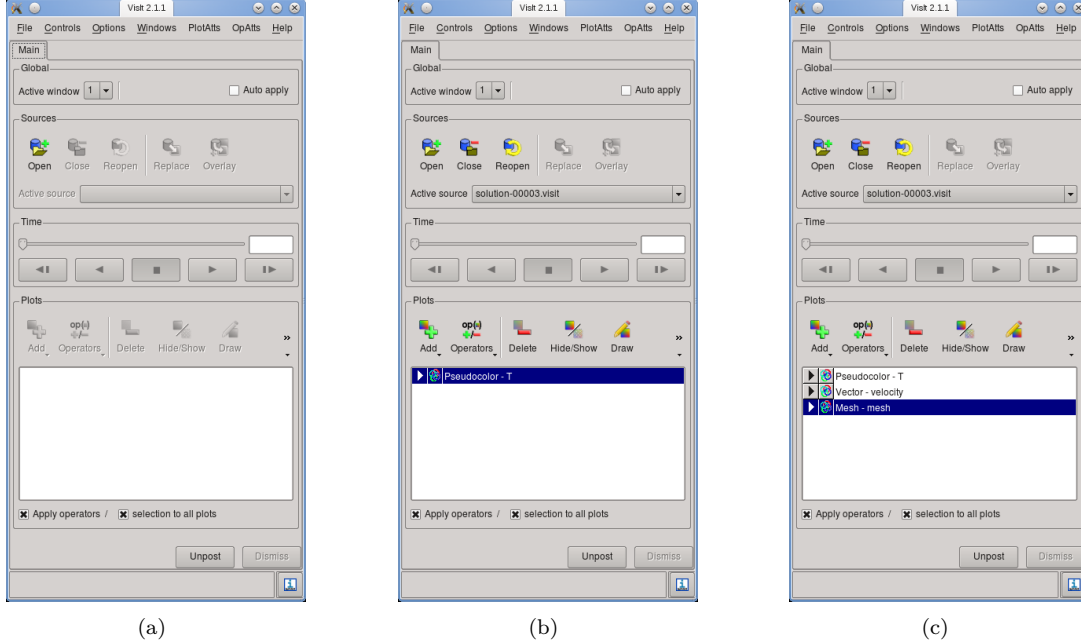 VisIt 2.1.1
File Controls Options Windows PlotAtts OpAtts Help
Main
Global
Active window 1 Auto apply
Sources
Open Close Reopen Replace Overlay
Active source
Time
Plots
op(+) +/-
Add Operators Delete Hide/Show Draw
»
Apply operators / selection to all plots
Unpost Dismiss
(a)
VisIt 2.1.1
File Controls Options Windows PlotAtts OpAtts Help
Main
Global
Active window 1 Auto apply
Sources
Open Close Reopen Replace Overlay
Active source solution-00003.visit
Time
Plots
op(+) +/-
Add Operators Delete Hide/Show Draw
»
Pseudocolor - T
Apply operators / selection to all plots
Unpost Dismiss
(b)
VisIt 2.1.1
File Controls Options Windows PlotAtts OpAtts Help
Main
Global
Active window 1 Auto apply
Sources
Open Close Reopen Replace Overlay
Active source solution-00003.visit
Time
Plots
op(+) +/-
Add Operators Delete Hide/Show Draw
»
Pseudocolor - T
Vector - velocity
Mesh - mesh
Apply operators / selection to all plots
Unpost Dismiss
(c)